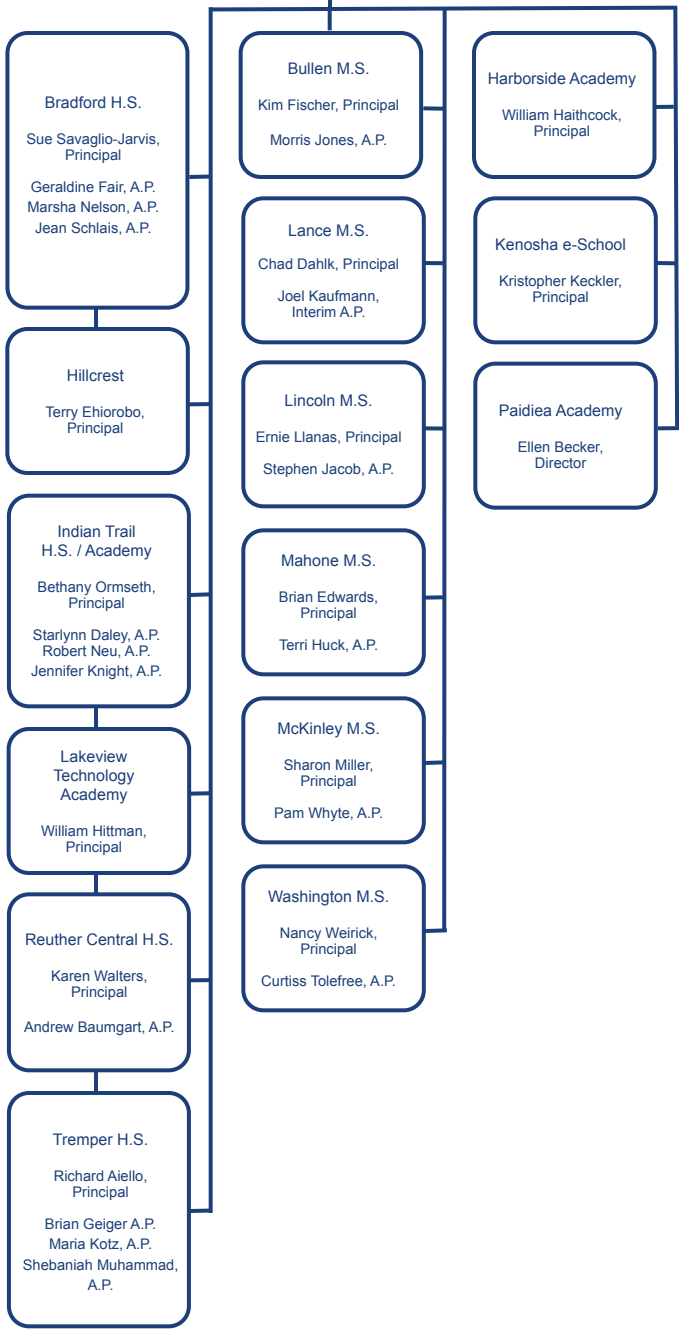 Bradford H.S.
Sue Savaglio-Jarvis,
Principal
Geraldine Fair, A.P.
Marsha Nelson, A.P.
Jean Schlais, A.P.
Hillcrest
Terry Ehiorobo,
Principal
Indian Trail
H.S. / Academy
Bethany Ormseth,
Principal
Starlynn Daley, A.P.
Robert Neu, A.P.
Jennifer Knight, A.P.
Lakeview
Technology
Academy
William Hittman,
Principal
Reuther Central H.S.
Karen Walters,
Principal
Andrew Baumgart, A.P.
Tremper H.S.
Richard Aiello,
Principal
Brian Geiger A.P.
Maria Kotz, A.P.
Shebaniah Muhammad,
A.P.
Bullen M.S.
Kim Fischer, Principal
Morris Jones, A.P.
Lance M.S.
Chad Dahlk, Principal
Joel Kaufmann,
Interim A.P.
Lincoln M.S.
Ernie Llanas, Principal
Stephen Jacob, A.P.
Mahone M.S.
Brian Edwards,
Principal
Terri Huck, A.P.
McKinley M.S.
Sharon Miller,
Principal
Pam Whyte, A.P.
Washington M.S.
Nancy Weirick,
Principal
Curtiss Tolefree, A.P.
Harborside Academy
William Haithcock,
Principal
Kenosha e-School
Kristopher Keckler,
Principal
Paidiea Academy
Ellen Becker,
Director